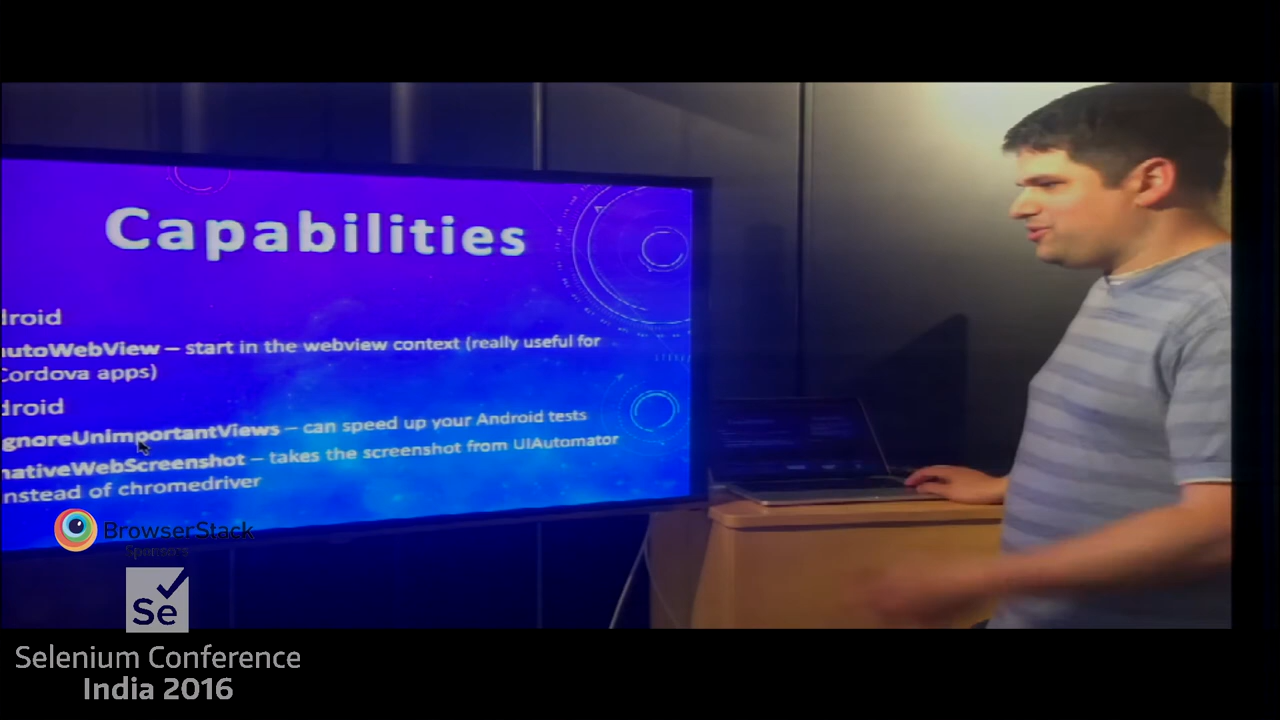 Capabilities
droid
autoWebView – start in the webview context (really useful for
Cordova apps)
droid
gnoreUnimportantViews – can speed up your Android tests
nativeWebScreenshot – takes the screenshot from UIAutomator
nstead of chromedriver
BrowserStack
Sponsors
Se
Selenium Conference
India 2016